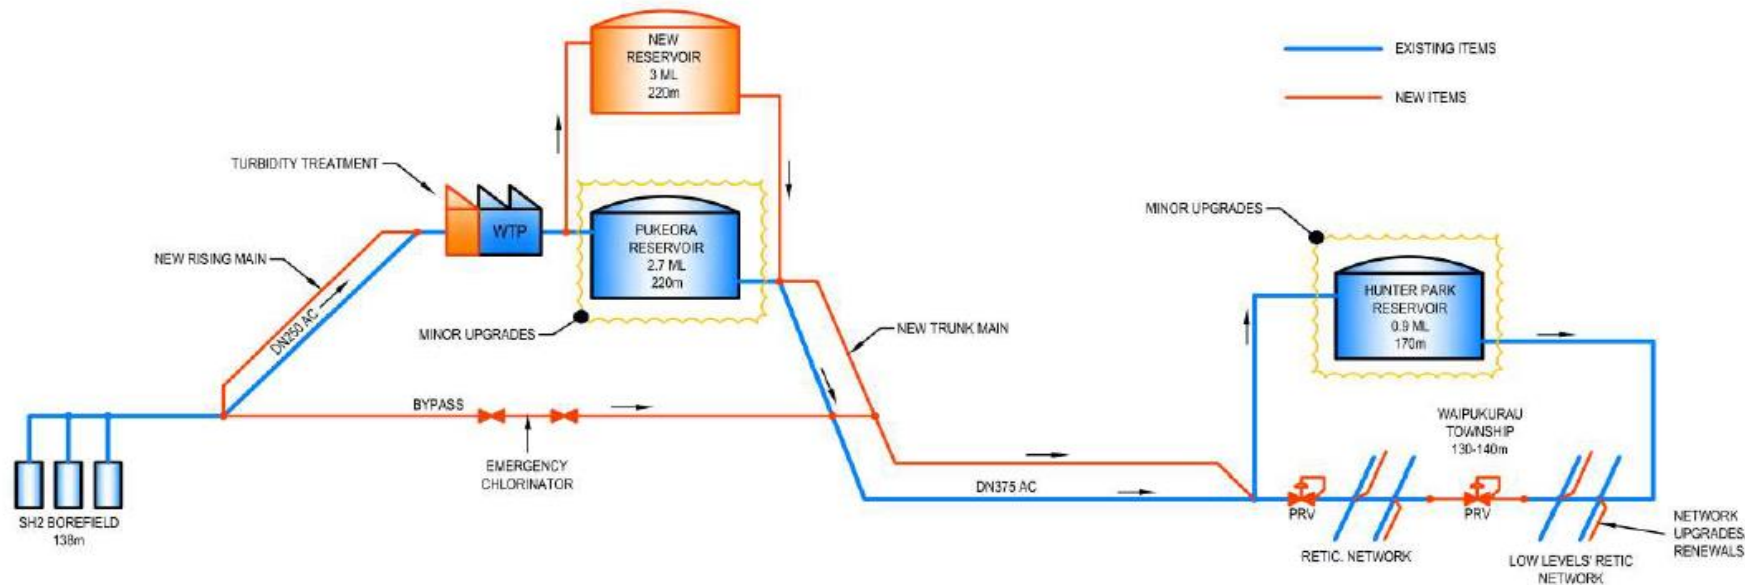 NEW
RESERVOIR
3 ML
220m
EXISTING ITEMS
NEW ITEMS
TURBIDITY TREATMENT
WTP
PUKEORA
RESERVOIR
2.7 ML
220m
MINOR UPGRADES
NEW RISING MAIN
DN250 AC
MINOR UPGRADES
NEW TRUNK MAIN
HUNTER PARK
RESERVOIR
0.9 ML
170m
BYPASS
EMERGENCY
CHLORINATOR
WAIPUKURAU
TOWNSHIP
130-140m
DN375 AC
SH2 BOREFIELD
138m
PRV
PRV
RETIC. NETWORK
LOW LEVELS' RETIC
NETWORK
NETWORK
UPGRADES
RENEWALS